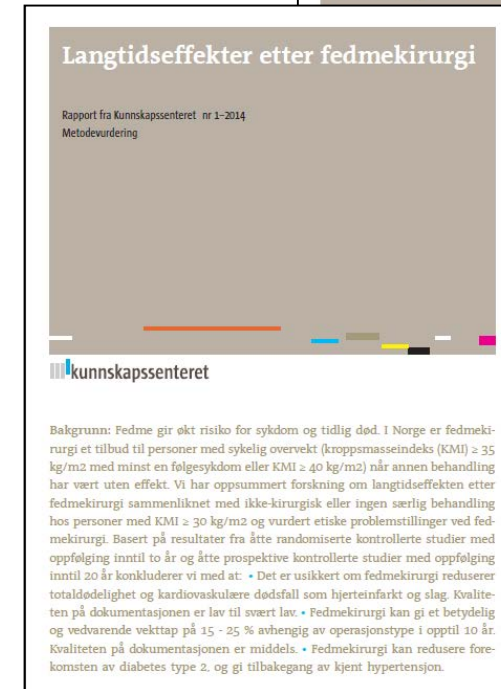 Langtidseffekter etter fedmekirurgi
Rapport fra Kunnskapssenteret nr 1–2014
Metodevurdering
kunnskapssenteret
Bakgrunn: Fedme gir økt risiko for sykdom og tidlig død. I Norge er fedmeki-
rurgi et tilbud til personer med sykelig overvekt (kroppsmasseindeks (KMI) ≥ 35
kg/m2 med minst en følgesykdom eller KMI ≥ 40 kg/m2) når annen behandling
har vært uten effekt. Vi har oppsummert forskning om langtidseffekten etter
fedmekirurgi sammenliknet med ikke-kirurgisk eller ingen særlig behandling
hos personer med KMI ≥ 30 kg/m2 og vurdert etiske problemstillinger ved fed-
mekirurgi. Basert på resultater fra åtte randomiserte kontrollerte studier med
oppfølging inntil to år og åtte prospektive kontrollerte studier med oppfølging
inntil 20 år konkluderer vi med at: • Det er usikkert om fedmekirurgi reduserer
totaldødelighet og kardiovaskulære dødsfall som hjerteinfarkt og slag. Kvalite-
ten på dokumentasjonen er lav til svært lav. • Fedmekirurgi kan gi et betydelig
og vedvarende vekttap på 15 - 25 % avhengig av operasjonstype i opptil 10 år.
Kvaliteten på dokumentasjonen er middels. • Fedmekirurgi kan redusere fore-
komsten av diabetes type 2, og gi tilbakegang av kjent hypertensjon.